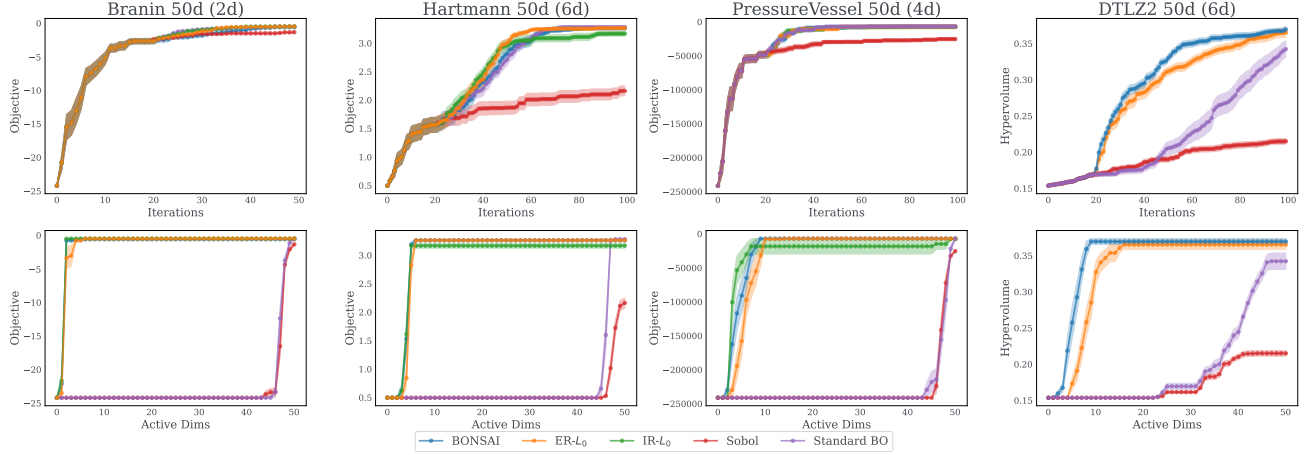 Branin 50d (2d)
Hartmann 50d (6d)
PressureVessel 50d (4d)
DTLZ2 50d (6d)
Objective
0
−5
−10
−15
−20
−25
0 10 20 30 40 50
Iterations
Objective
3.0
2.5
2.0
1.5
1.0
0.5
0 20 40 60 80 100
Iterations
Objective
0
−50000
−100000
−150000
−200000
−250000
0 20 40 60 80 100
Iterations
Hypervolume
0.35
0.30
0.25
0.20
0.15
0 20 40 60 80 100
Iterations
Objective
0
−5
−10
−15
−20
−25
0 10 20 30 40 50
Active Dims
Objective
3.0
2.5
2.0
1.5
1.0
0.5
0 10 20 30 40 50
Active Dims
Objective
0
−50000
−100000
−150000
−200000
−250000
0 10 20 30 40 50
Active Dims
Hypervolume
0.35
0.30
0.25
0.20
0.15
0 10 20 30 40 50
Active Dims
BONSAI ER-L₀ IR-L₀ Sobol Standard BO